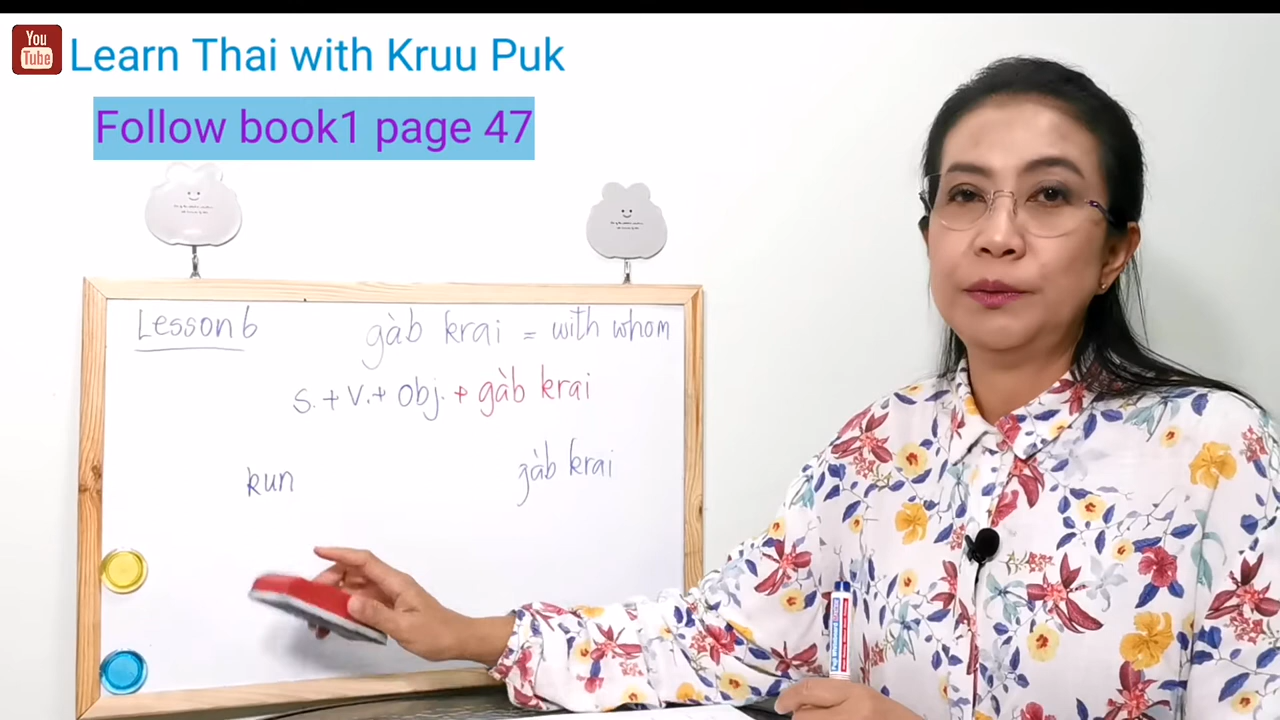 You
Tube
Learn Thai with Kruu Puk
Follow book1 page 47
Lesson 6
gàb krai = with whom
S. + V. + Obj. + gàb krai
kun gàb krai